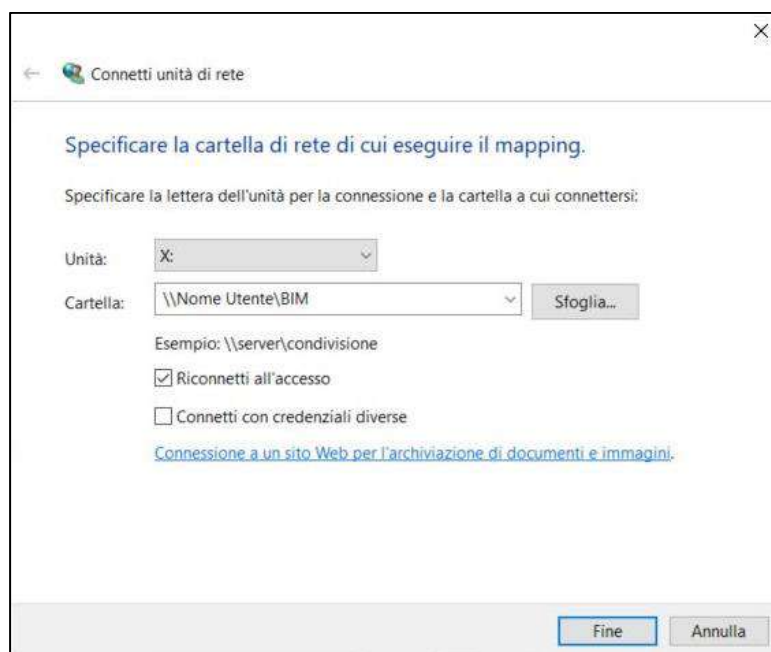 Connetti unità di rete
Specificare la cartella di rete di cui eseguire il mapping.
Specificare la lettera dell'unità per la connessione e la cartella a cui connettersi:
Unità: X:
Cartella: \\Nome Utente\BIM Sfoglia...
Esempio: \\server\condivisione
Riconnetti all'accesso
Connetti con credenziali diverse
Connessione a un sito Web per l'archiviazione di documenti e immagini.
Fine Annulla